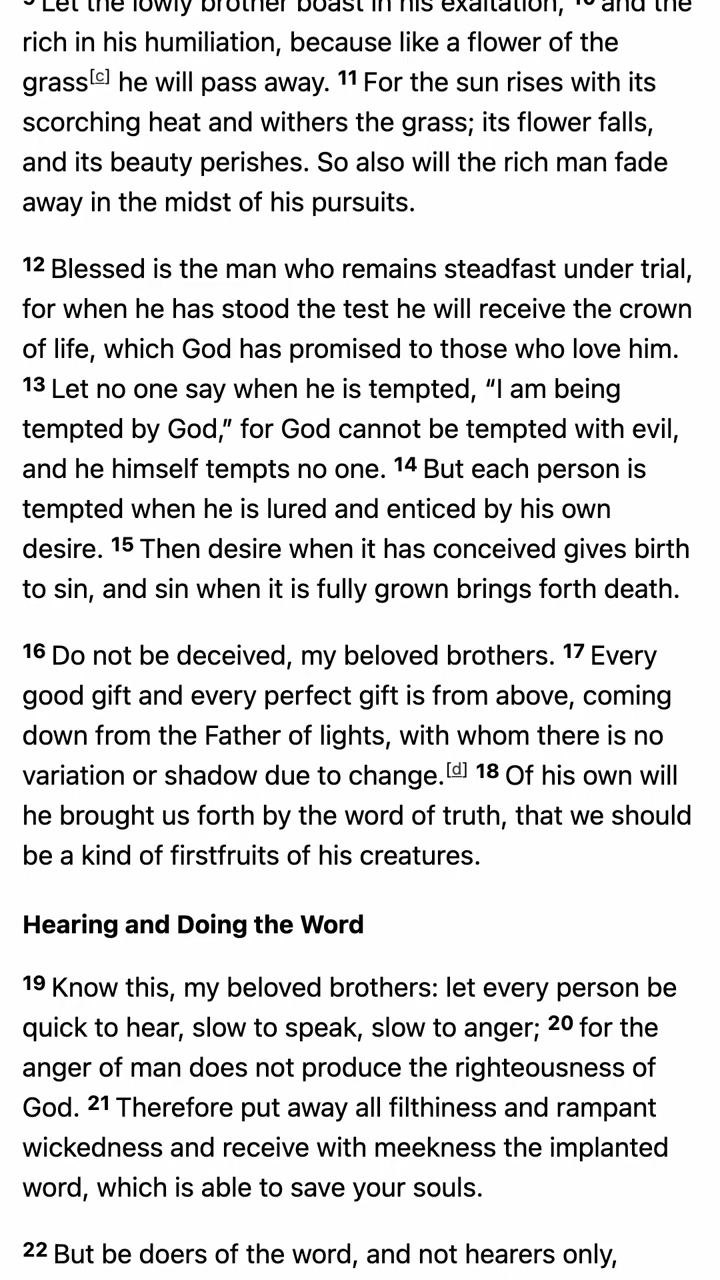 9 Let the lowly brother boast in his exaltation, 10 and the
rich in his humiliation, because like a flower of the
grass[c] he will pass away. 11 For the sun rises with its
scorching heat and withers the grass; its flower falls,
and its beauty perishes. So also will the rich man fade
away in the midst of his pursuits.
12 Blessed is the man who remains steadfast under trial,
for when he has stood the test he will receive the crown
of life, which God has promised to those who love him.
13 Let no one say when he is tempted, “I am being
tempted by God,” for God cannot be tempted with evil,
and he himself tempts no one. 14 But each person is
tempted when he is lured and enticed by his own
desire. 15 Then desire when it has conceived gives birth
to sin, and sin when it is fully grown brings forth death.
16 Do not be deceived, my beloved brothers. 17 Every
good gift and every perfect gift is from above, coming
down from the Father of lights, with whom there is no
variation or shadow due to change.[d] 18 Of his own will
he brought us forth by the word of truth, that we should
be a kind of firstfruits of his creatures.
Hearing and Doing the Word
19 Know this, my beloved brothers: let every person be
quick to hear, slow to speak, slow to anger; 20 for the
anger of man does not produce the righteousness of
God. 21 Therefore put away all filthiness and rampant
wickedness and receive with meekness the implanted
word, which is able to save your souls.
22 But be doers of the word, and not hearers only,